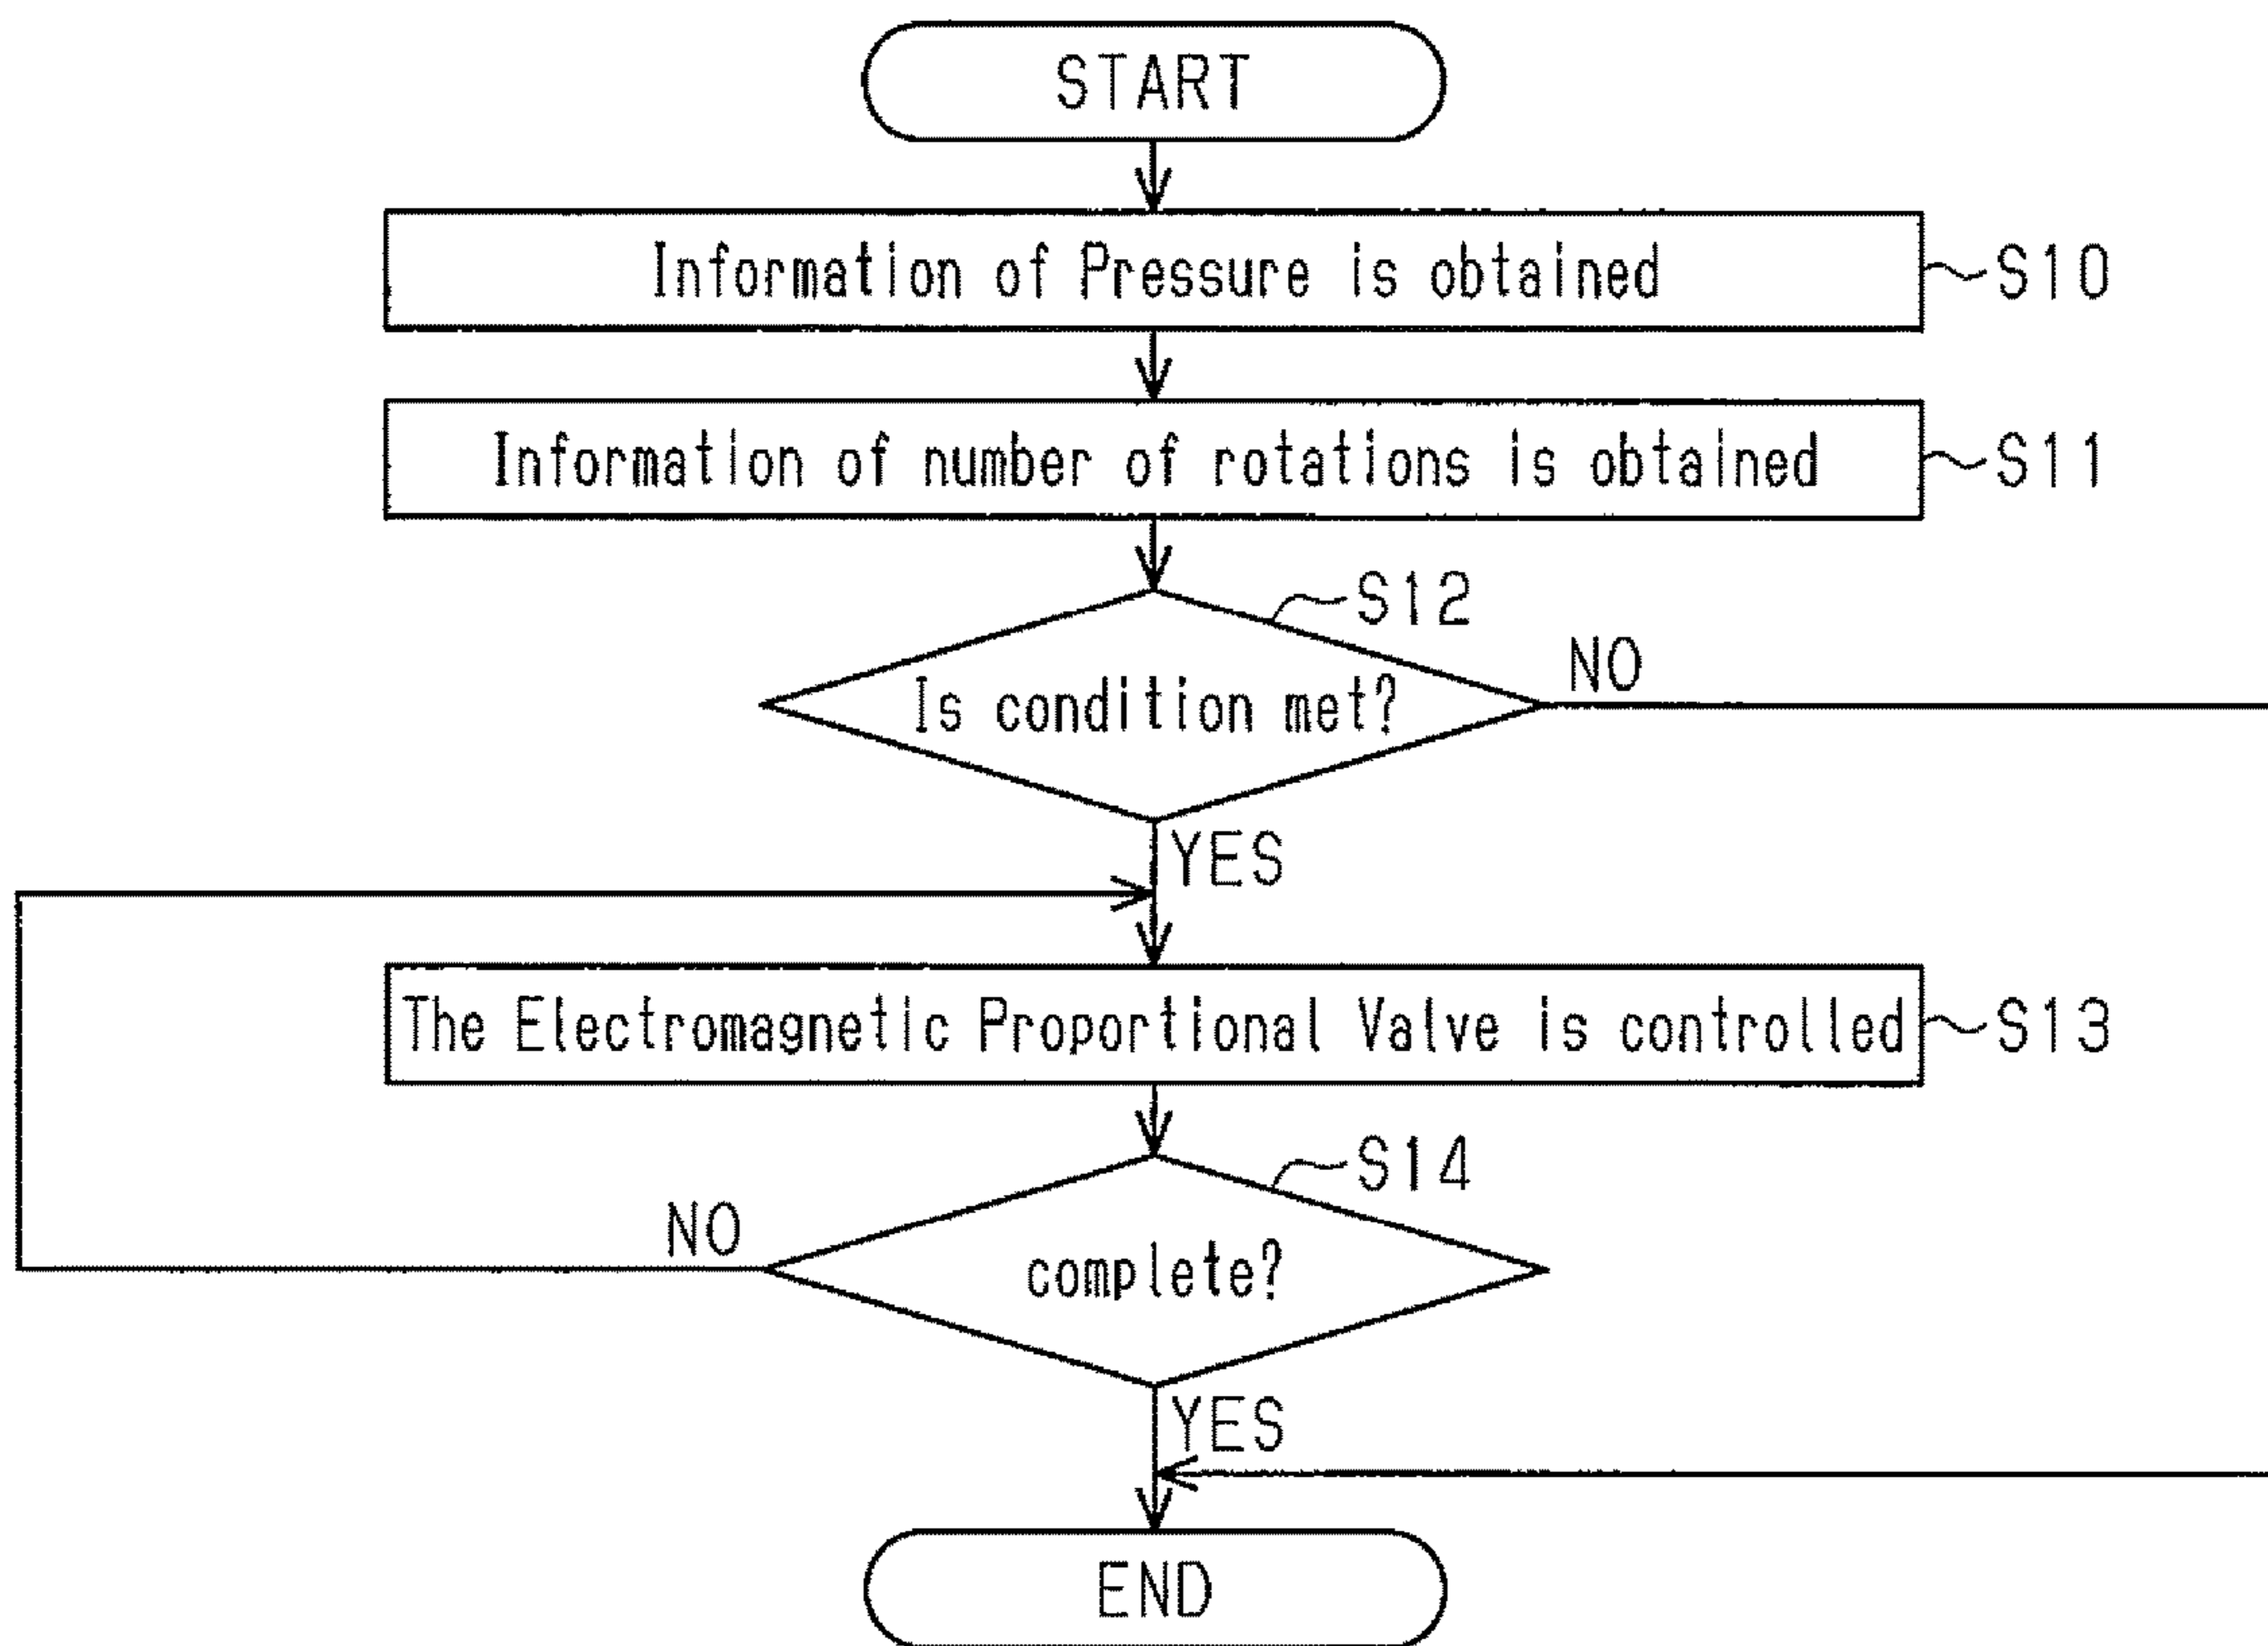 START
Information of Pressure is obtained
S10
Information of number of rotations is obtained
S11
S12
Is condition met?
NO
YES
The Electromagnetic Proportional Valve is controlled
S13
S14
NO
complete?
YES
END